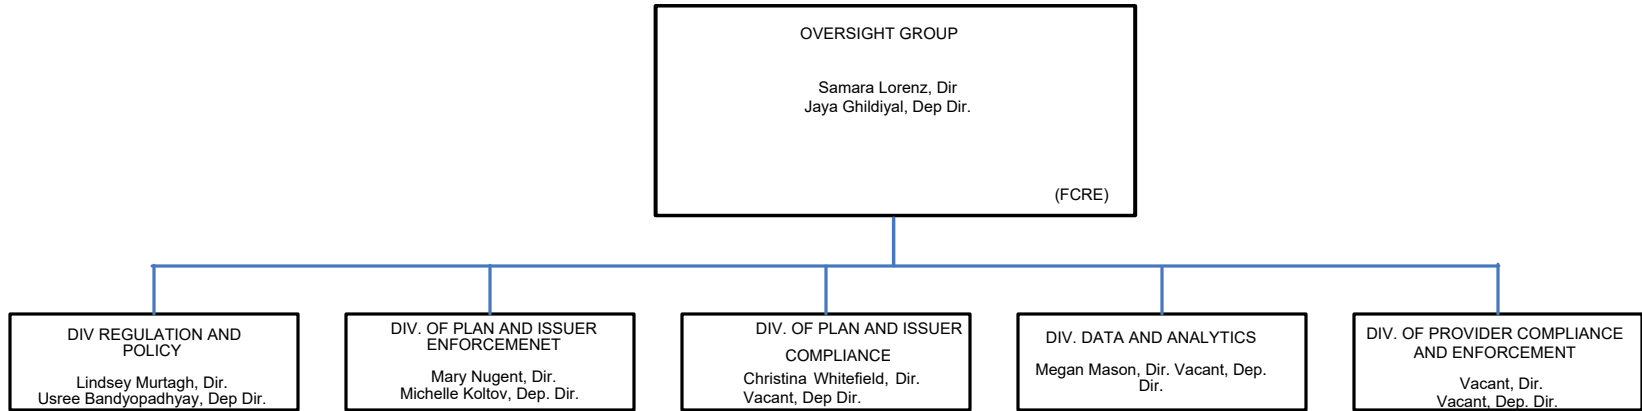 OVERSIGHT GROUP
Samara Lorenz, Dir
Jaya Ghildiyal, Dep Dir.
(FCRE)
DIV REGULATION AND
POLICY
Lindsey Murtagh, Dir.
Usree Bandyopadhyay, Dep Dir.
DIV. OF PLAN AND ISSUER
ENFORCEMENET
Mary Nugent, Dir.
Michelle Koltov, Dep. Dir.
DIV. OF PLAN AND ISSUER
COMPLIANCE
Christina Whitefield, Dir.
Vacant, Dep Dir.
DIV. DATA AND ANALYTICS
Megan Mason, Dir. Vacant, Dep.
Dir.
DIV. OF PROVIDER COMPLIANCE
AND ENFORCEMENT
Vacant, Dir.
Vacant, Dep. Dir.